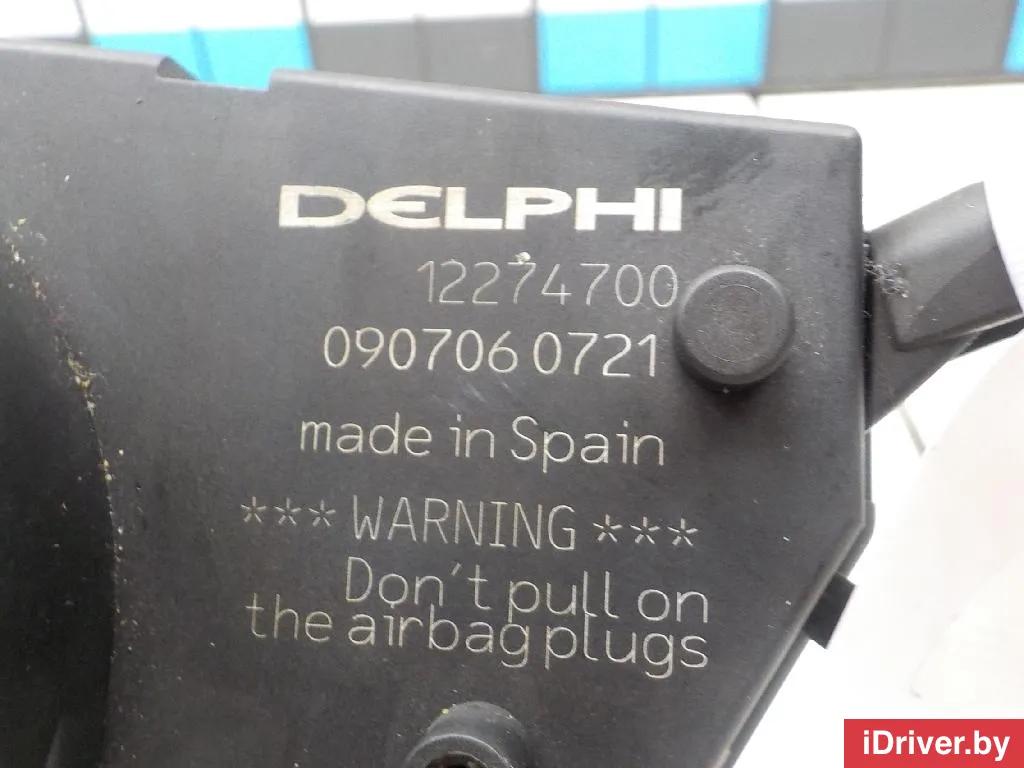 DELPHI
12274700
090706 0721
made in Spain
*** WARNING ***
Don't pull on
the airbag plugs
iDriver.by